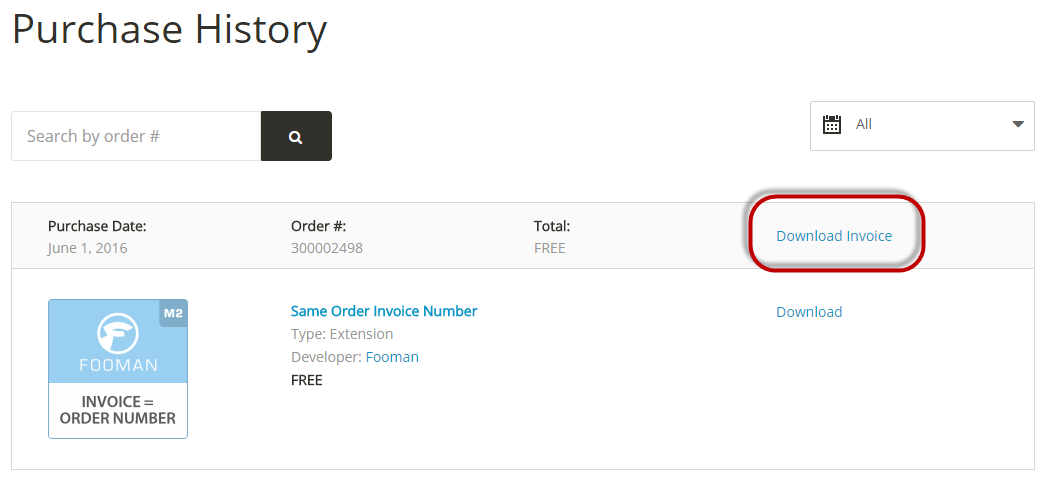 Purchase History
Search by order #
All
Purchase Date:
June 1, 2016
Order #:
300002498
Total:
FREE
Download Invoice
M2
FOOMAN
INVOICE =
ORDER NUMBER
Same Order Invoice Number
Type: Extension
Developer: Fooman
FREE
Download